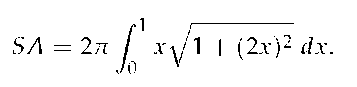 SA = 2π ∫₀¹ x√(1 + (2x)²) dx.